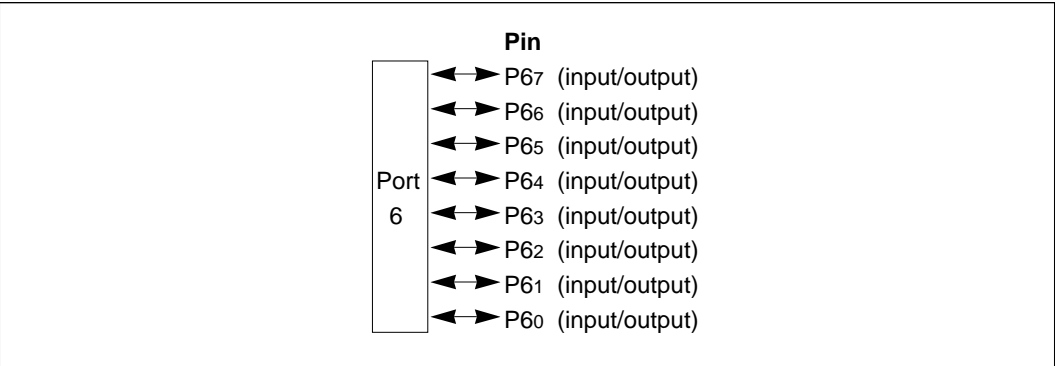 Pin
P67 (input/output)
P66 (input/output)
P65 (input/output)
Port
P64 (input/output)
6
P63 (input/output)
P62 (input/output)
P61 (input/output)
P60 (input/output)